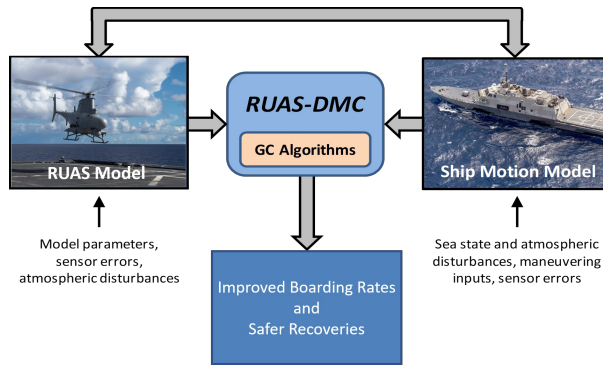 RUAS-DMC
GC Algorithms
RUAS Model
Ship Motion Model
Model parameters,
sensor errors,
atmospheric disturbances
Sea state and atmospheric
disturbances, maneuvering
inputs, sensor errors
Improved Boarding Rates
and
Safer Recoveries